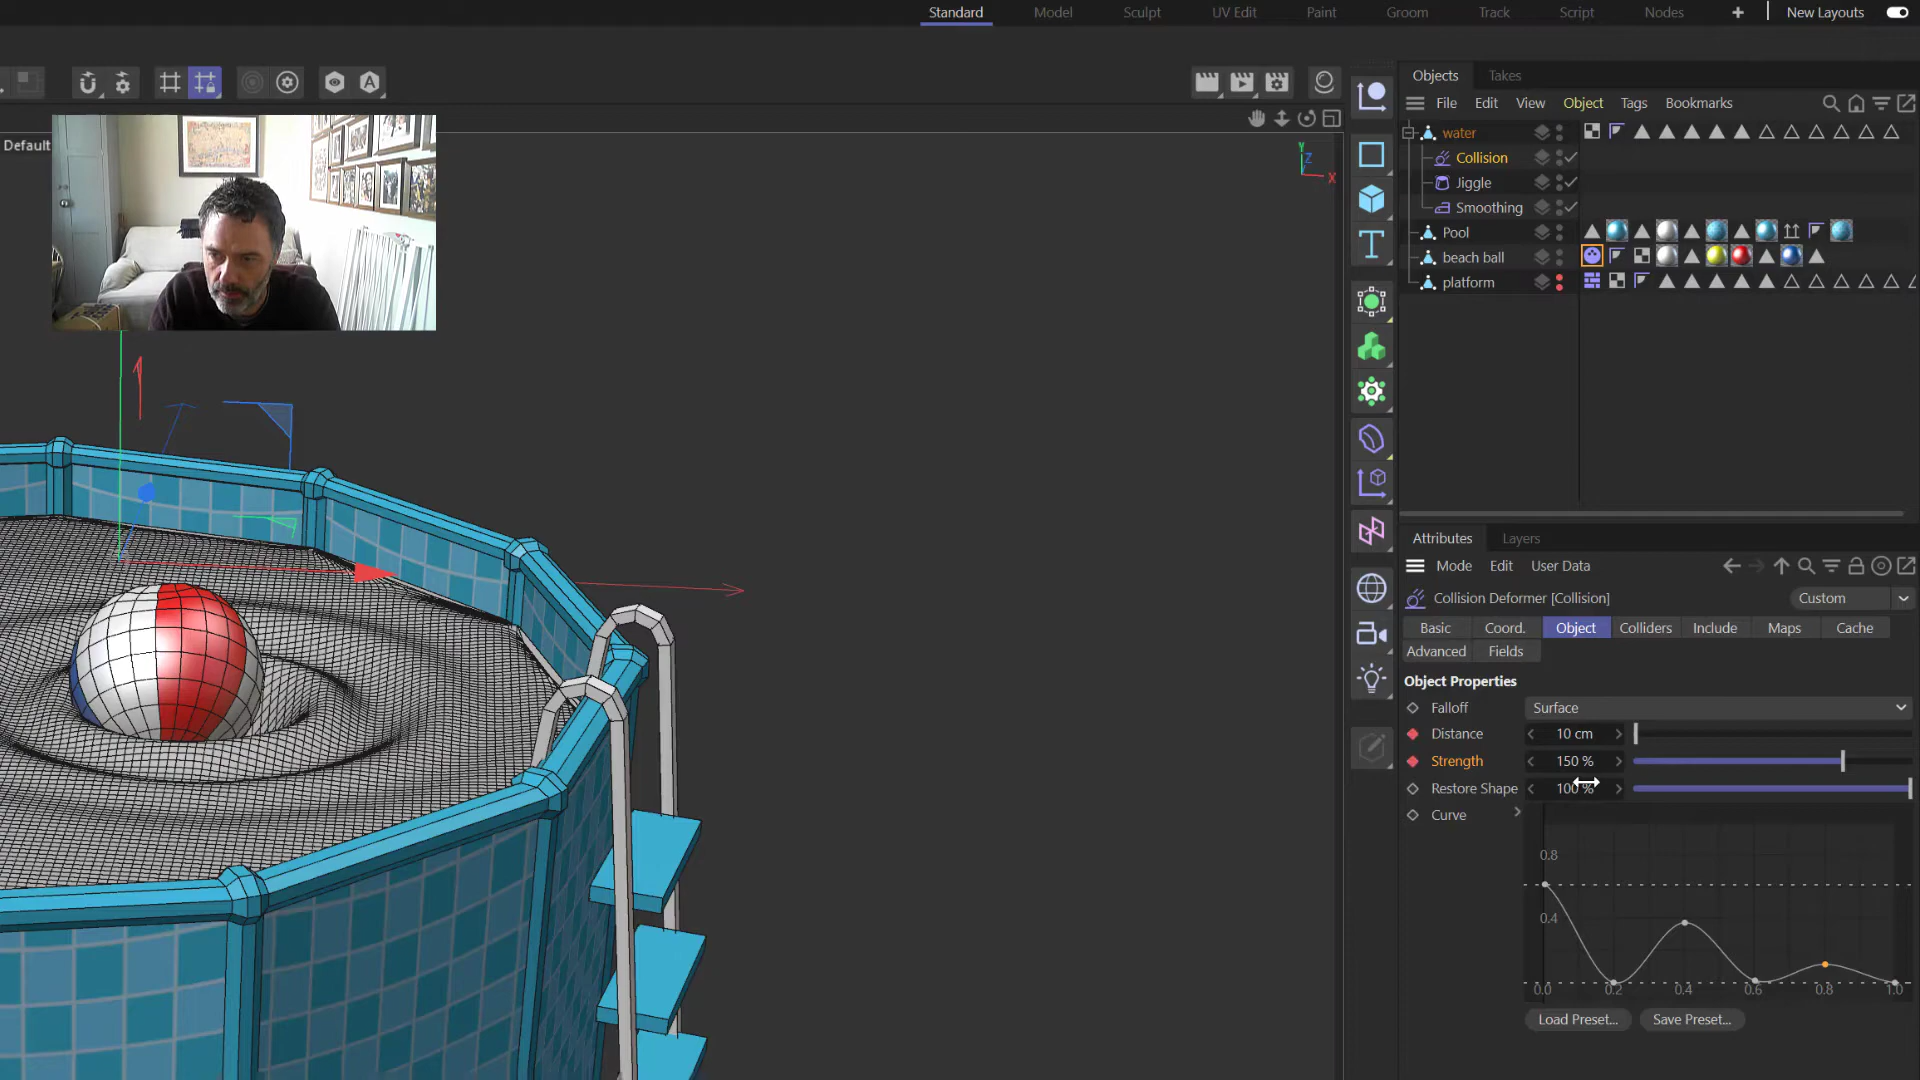 Standard Model Sculpt UV Edit Paint Groom Track Script Nodes + New Layouts
A
Objects Takes
File Edit View Object Tags Bookmarks
Default
Y
Z
X
water
Collision
Jiggle
Smoothing
Pool
beach ball
platform
T
Attributes Layers
Mode Edit User Data
Collision Deformer [Collision] Custom
Basic Coord. Object Colliders Include Maps Cache
Advanced Fields
Object Properties
Falloff Surface
Distance 10 cm
Strength 150 %
Restore Shape 100 %
Curve
0.8
0.4
0.0 0.2 0.4 0.6 0.8 1.0
Load Preset... Save Preset...